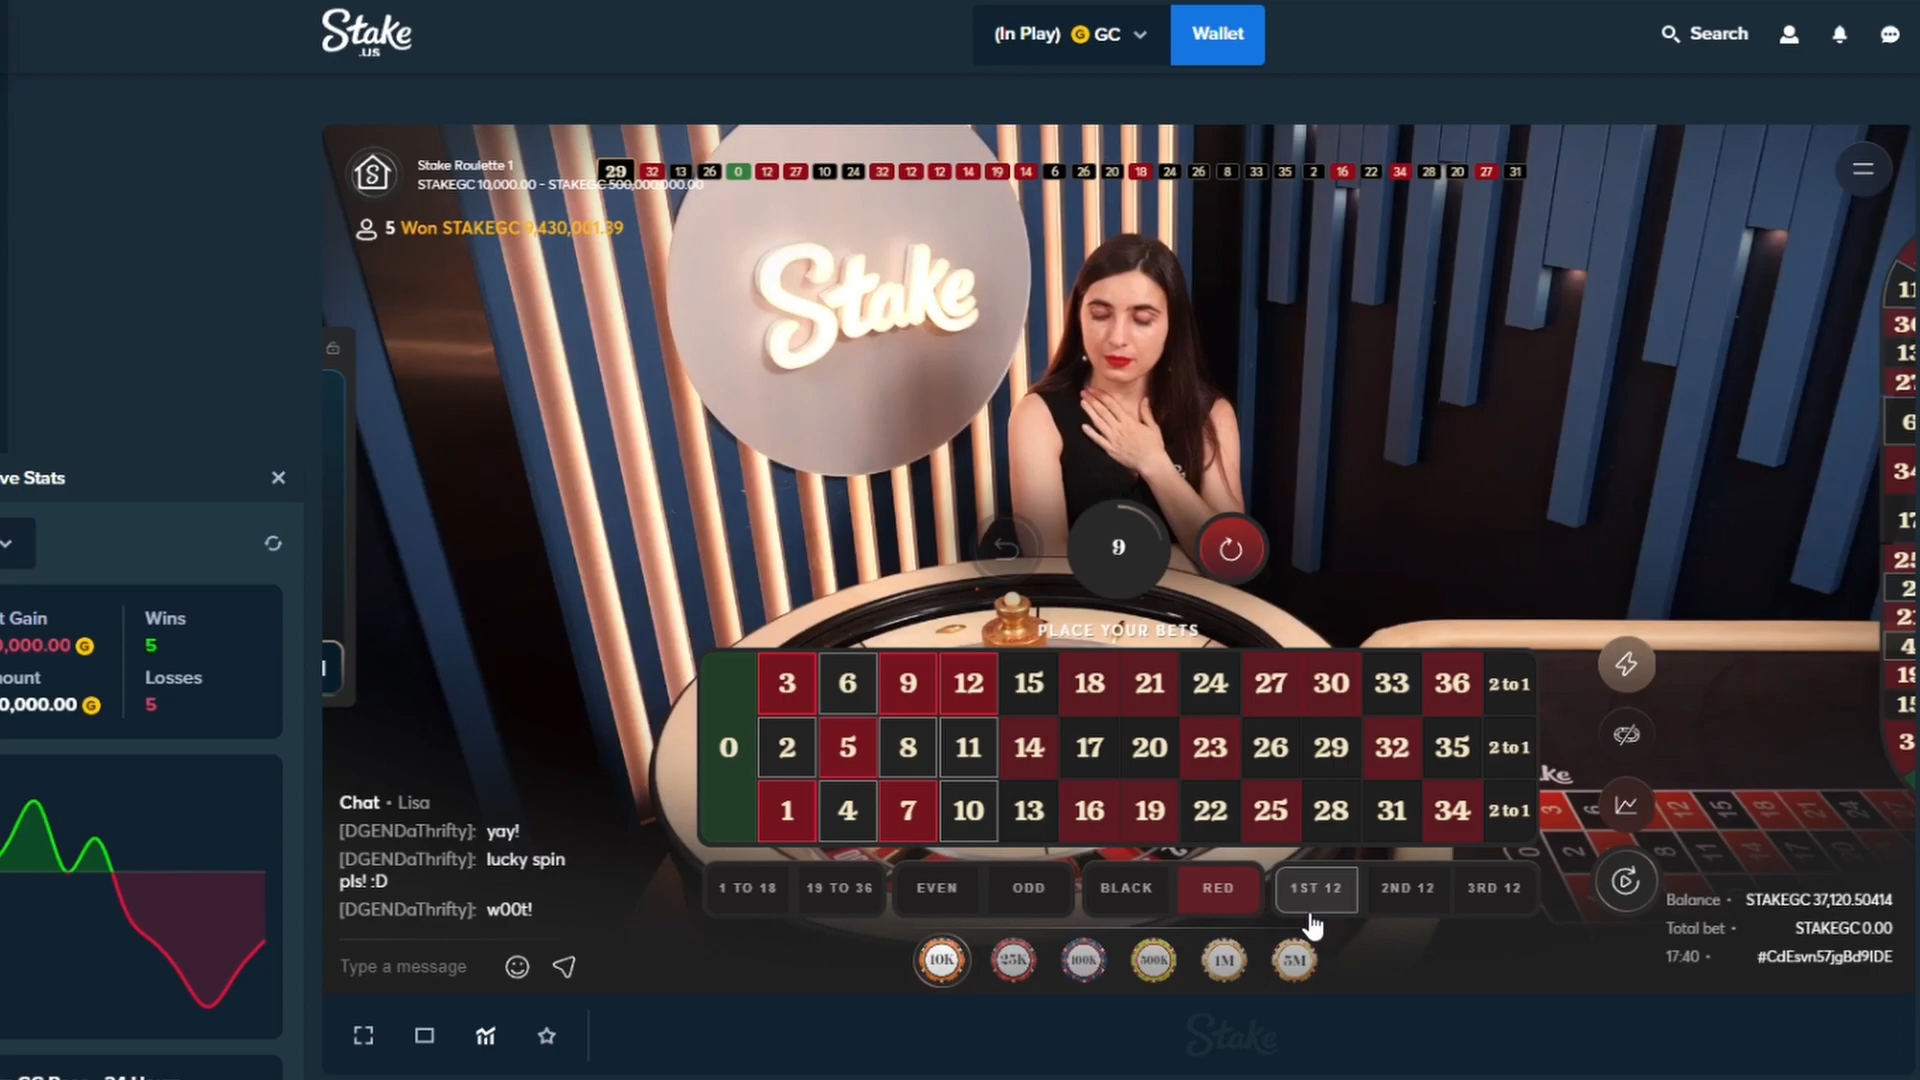 Stake
.US
(In Play) G GC
Wallet
Search
Stake Roulette 1
STAKEGC 10,000.00 - STAKEGC 500,000,000.00
29 32 13 26 0 12 27 10 24 32 12 12 14 19 14 6 26 20 18 24 26 8 33 35 2 16 22 34 28 20 27 31
5 Won STAKEGC 9,430,001.39
Stake
ve Stats
t Gain
Wins
0,000.00 G
5
nount
Losses
0,000.00 G
5
9
PLACE YOUR BETS
3 6 9 12 15 18 21 24 27 30 33 36 2 to 1
0 2 5 8 11 14 17 20 23 26 29 32 35 2 to 1
1 4 7 10 13 16 19 22 25 28 31 34 2 to 1
1 TO 18 19 TO 36 EVEN ODD BLACK RED 1ST 12 2ND 12 3RD 12
10K 25K 100K 500K 1M 5M
Chat • Lisa
[DGENDaThrifty]: yay!
[DGENDaThrifty]: lucky spin
pls! :D
[DGENDaThrifty]: w00t!
Type a message
Balance • STAKEGC 37,120.50414
Total bet • STAKEGC 0.00
17:40 • #CdEsvn57jgBd9IDE
Stake